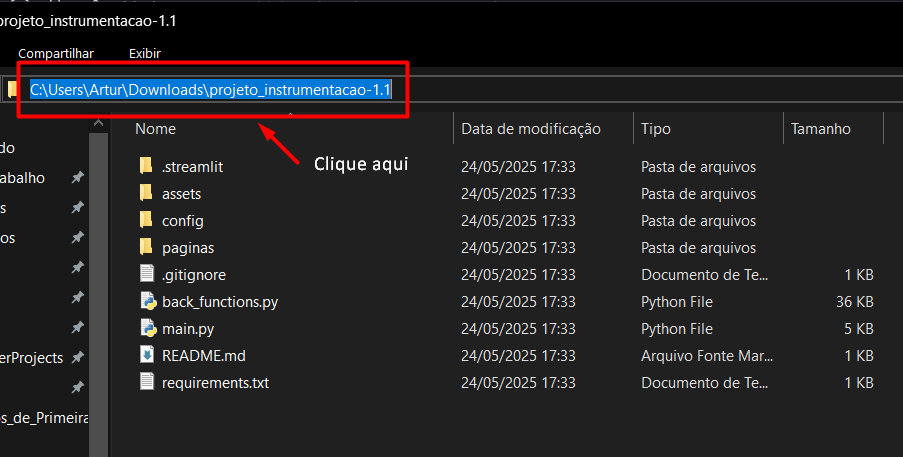 projeto_instrumentacao-1.1
Compartilhar Exibir
C:\Users\Artur\Downloads\projeto_instrumentacao-1.1
Nome Data de modificação Tipo Tamanho
Clique aqui
do
abalho
s
os
erProjects
os_de_Primeira
.streamlit 24/05/2025 17:33 Pasta de arquivos
assets 24/05/2025 17:33 Pasta de arquivos
config 24/05/2025 17:33 Pasta de arquivos
paginas 24/05/2025 17:33 Pasta de arquivos
.gitignore 24/05/2025 17:33 Documento de Te... 1 KB
back_functions.py 24/05/2025 17:33 Python File 36 KB
main.py 24/05/2025 17:33 Python File 5 KB
README.md 24/05/2025 17:33 Arquivo Fonte Mar... 1 KB
requirements.txt 24/05/2025 17:33 Documento de Te... 1 KB